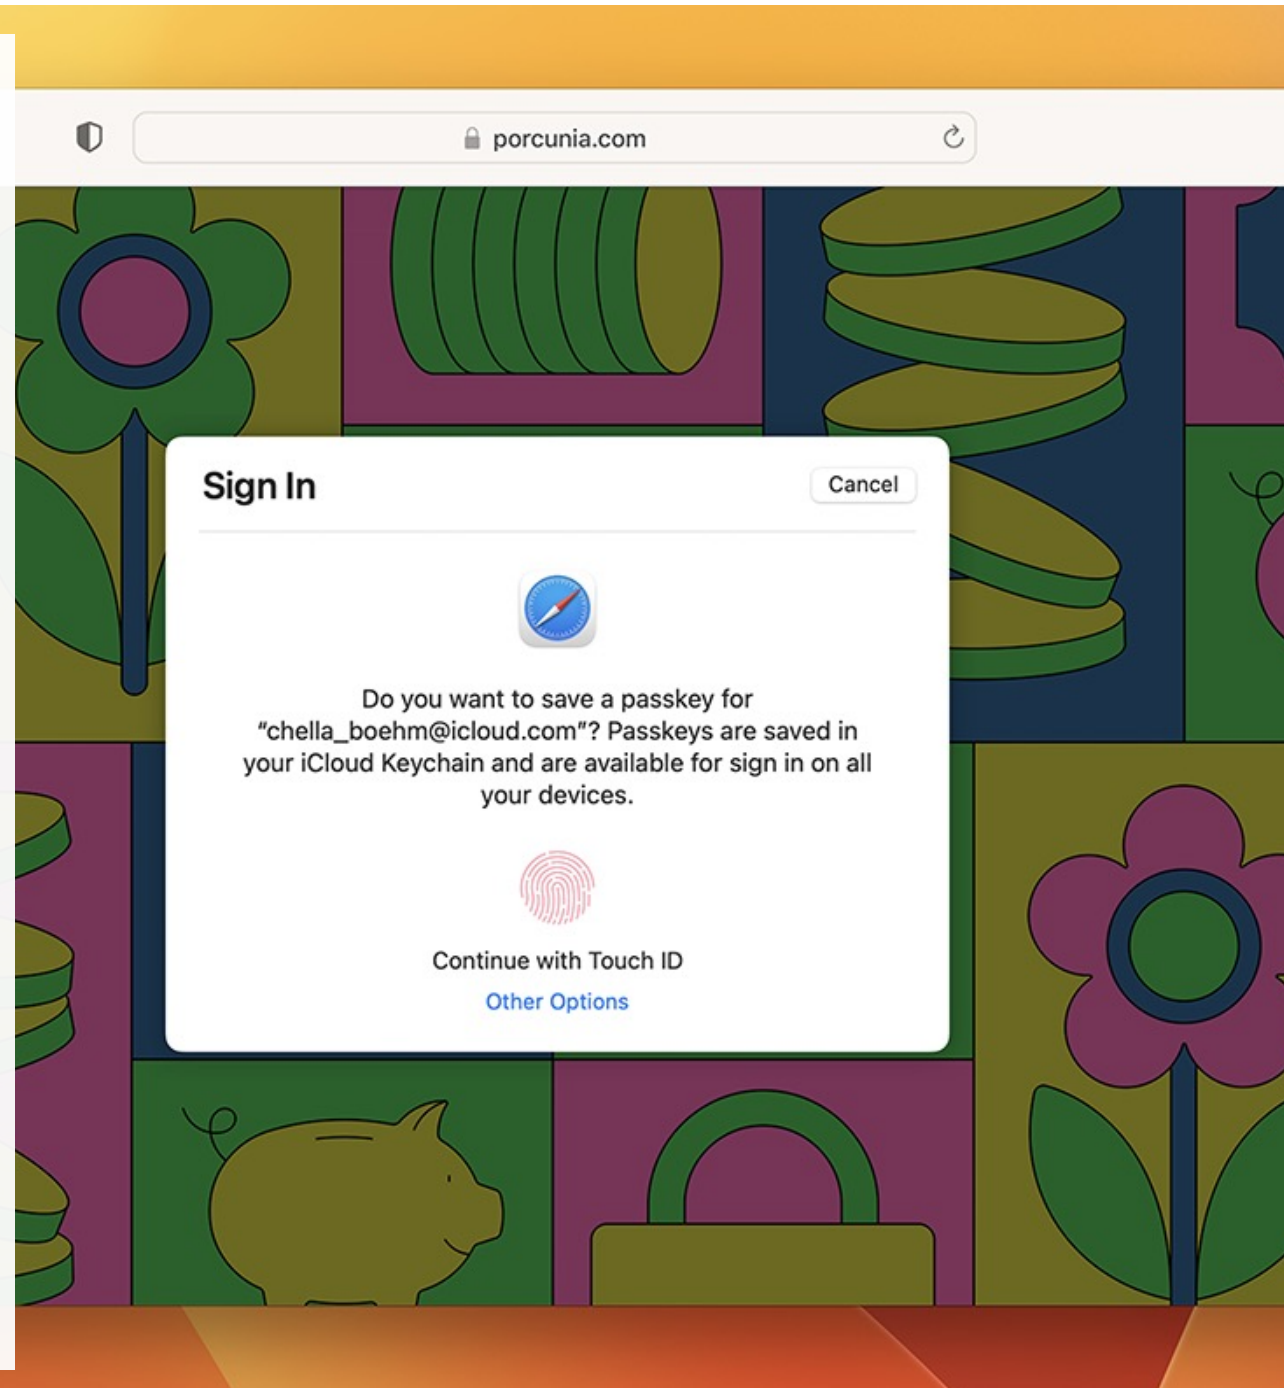 porcunia.com
Sign In
Cancel
Do you want to save a passkey for
“chella_boehm@icloud.com”? Passkeys are saved in
your iCloud Keychain and are available for sign in on all
your devices.
Continue with Touch ID
Other Options